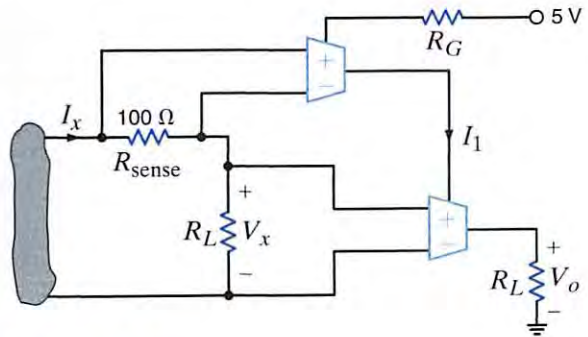 5 V
R_G
+
−
I_x
100 Ω
R_sense
I_1
+
R_L V_x
−
+
−
+
R_L V_o
−